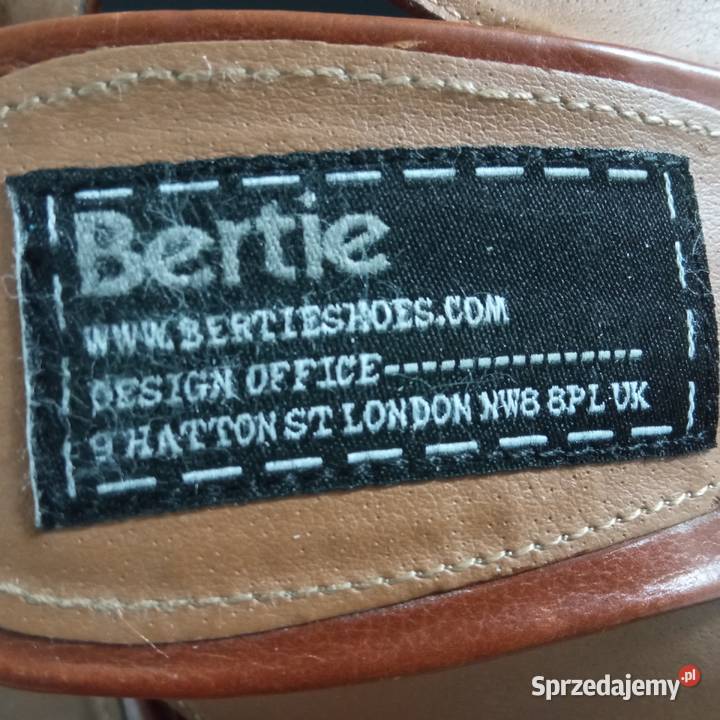 Bertie
WWW.BERTIESHOES.COM
DESIGN OFFICE---------------
9 HATTON ST LONDON NW8 8PL UK
Sprzedajemy.pl